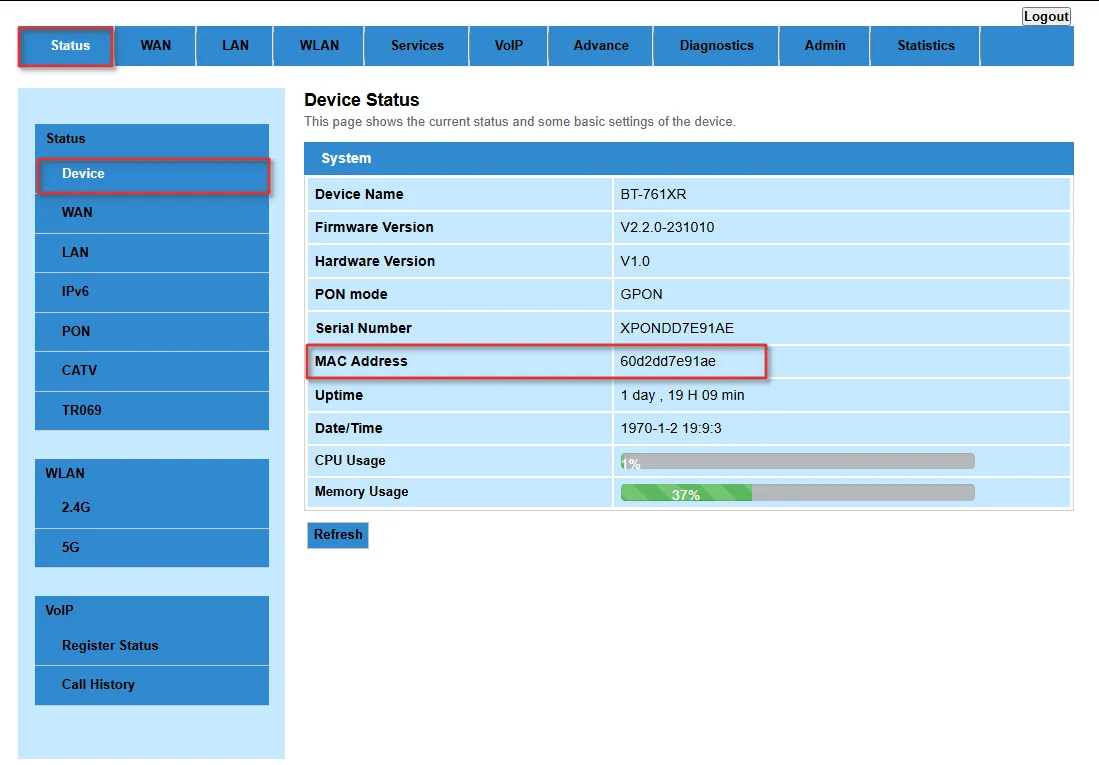 Logout
Status WAN LAN WLAN Services VoIP Advance Diagnostics Admin Statistics
Status
Device
WAN
LAN
IPv6
PON
CATV
TR069
WLAN
2.4G
5G
VoIP
Register Status
Call History
Device Status
This page shows the current status and some basic settings of the device.
System
Device Name BT-761XR
Firmware Version V2.2.0-231010
Hardware Version V1.0
PON mode GPON
Serial Number XPONDD7E91AE
MAC Address 60d2dd7e91ae
Uptime 1 day , 19 H 09 min
Date/Time 1970-1-2 19:9:3
CPU Usage 1%
Memory Usage 37%
Refresh